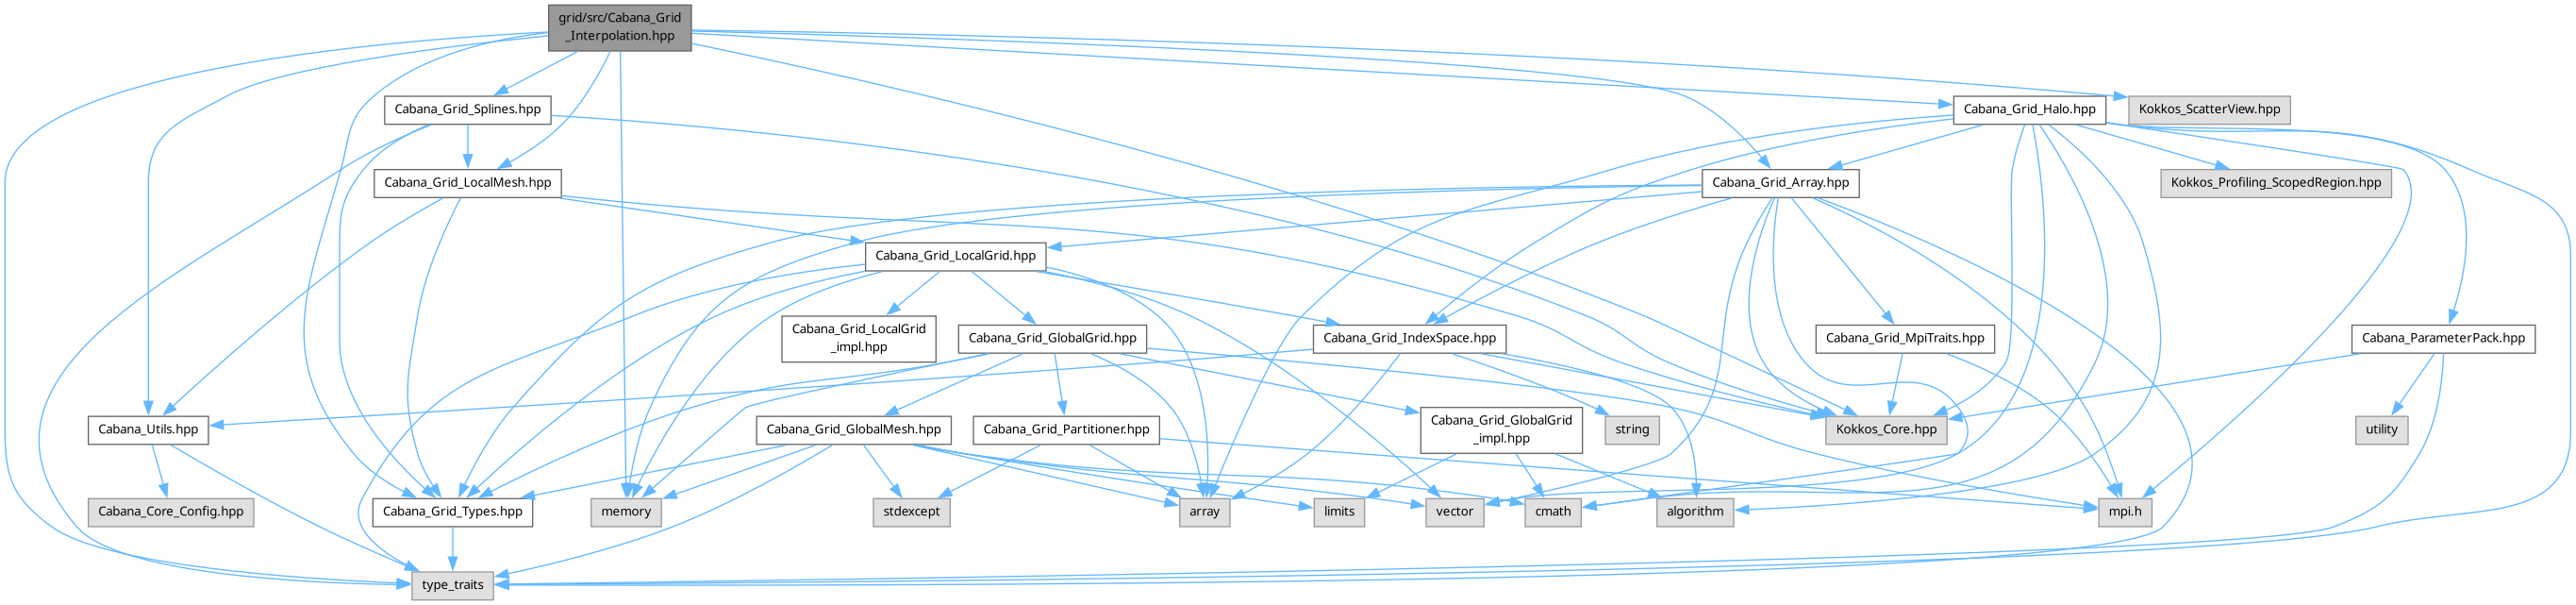 grid/src/Cabana_Grid
_Interpolation.hpp
Cabana_Grid_Splines.hpp
Cabana_Grid_Halo.hpp
Kokkos_ScatterView.hpp
Cabana_Grid_LocalMesh.hpp
Cabana_Grid_Array.hpp
Kokkos_Profiling_ScopedRegion.hpp
Cabana_Grid_LocalGrid.hpp
Cabana_Grid_LocalGrid
_impl.hpp
Cabana_Grid_GlobalGrid.hpp
Cabana_Grid_IndexSpace.hpp
Cabana_Grid_MpiTraits.hpp
Cabana_ParameterPack.hpp
Cabana_Utils.hpp
Cabana_Grid_GlobalMesh.hpp
Cabana_Grid_Partitioner.hpp
Cabana_Grid_GlobalGrid
_impl.hpp
string
Kokkos_Core.hpp
utility
Cabana_Core_Config.hpp
Cabana_Grid_Types.hpp
memory
stdexcept
array
limits
vector
cmath
algorithm
mpi.h
type_traits